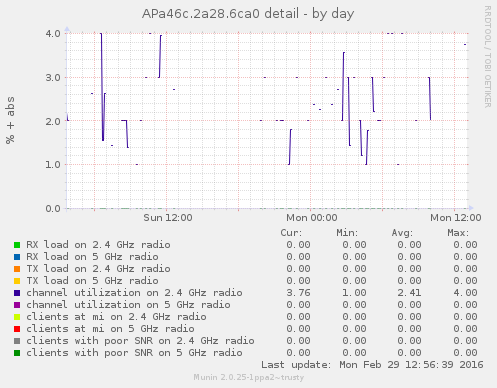 APa46c.2a28.6ca0 detail - by day
RRDTOOL / TOBI OETIKER
% + abs
4.0
3.0
2.0
1.0
0.0
Sun 12:00 Mon 00:00 Mon 12:00
Cur: Min: Avg: Max:
RX load on 2.4 GHz radio 0.00 0.00 0.00 0.00
RX load on 5 GHz radio 0.00 0.00 0.00 0.00
TX load on 2.4 GHz radio 0.00 0.00 0.00 0.00
TX load on 5 GHz radio 0.00 0.00 0.00 0.00
channel utilization on 2.4 GHz radio 3.76 1.00 2.41 4.00
channel utilization on 5 GHz radio 0.00 0.00 0.00 0.00
clients at mi on 2.4 GHz radio 0.00 0.00 0.00 0.00
clients at mi on 5 GHz radio 0.00 0.00 0.00 0.00
clients with poor SNR on 2.4 GHz radio 0.00 0.00 0.00 0.00
clients with poor SNR on 5 GHz radio 0.00 0.00 0.00 0.00
Last update: Mon Feb 29 12:56:39 2016
Munin 2.0.25-1ppa2~trusty